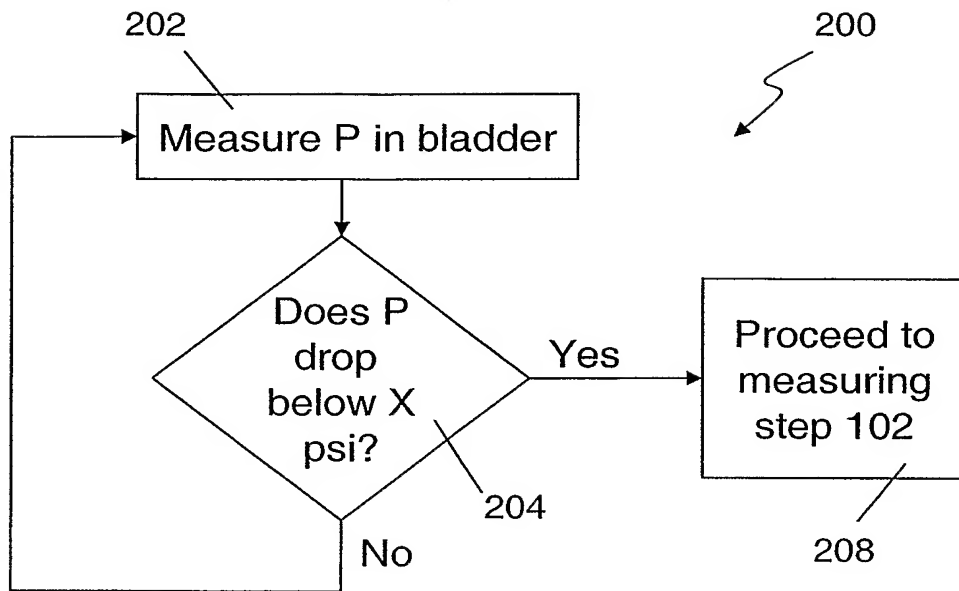 202
200
Measure P in bladder
Does P
drop
below X
psi?
Yes
Proceed to
measuring
step 102
204
No
208